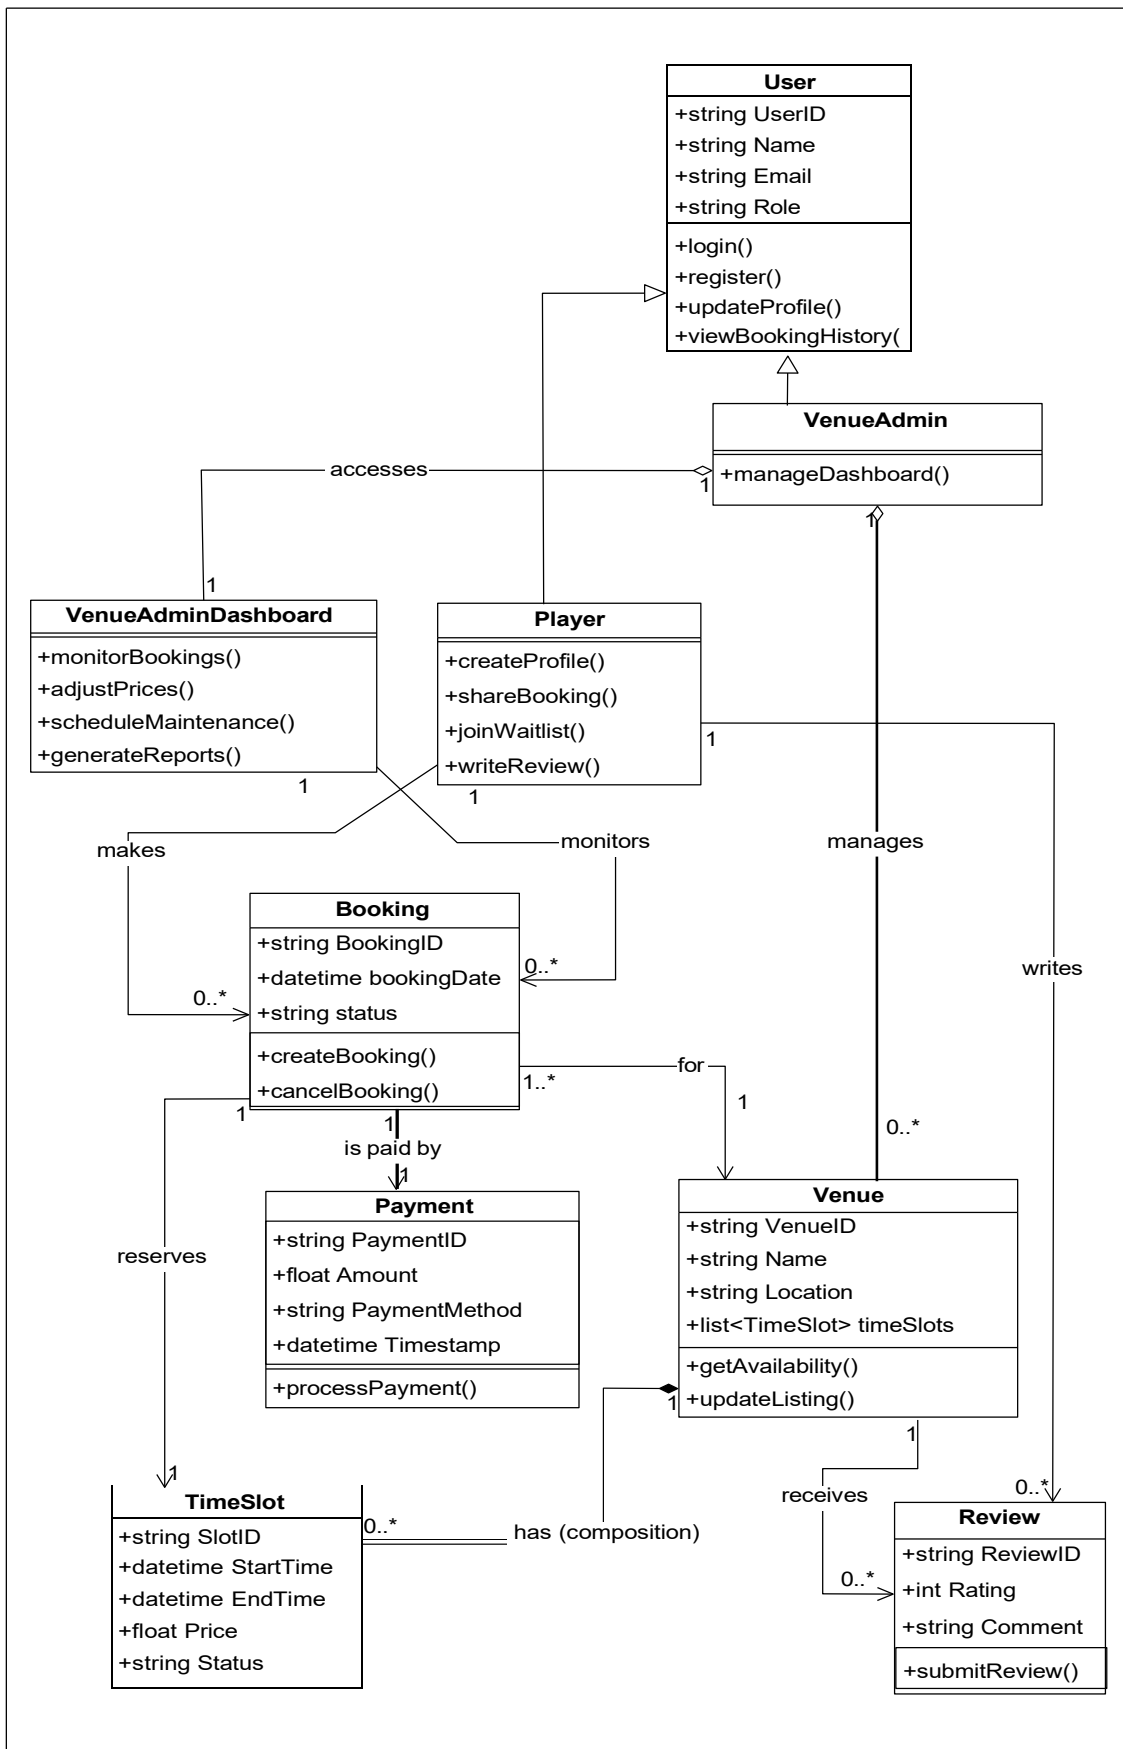 User
+string UserID
+string Name
+string Email
+string Role
+login()
+register()
+updateProfile()
+viewBookingHistory(
VenueAdmin
+manageDashboard()
accesses
1
1
1
VenueAdminDashboard
+monitorBookings()
+adjustPrices()
+scheduleMaintenance()
+generateReports()
1
Player
+createProfile()
+shareBooking()
+joinWaitlist()
+writeReview()
1
1
makes
monitors
manages
writes
Booking
+string BookingID
+datetime bookingDate
+string status
+createBooking()
+cancelBooking()
0..*
0..*
1..*
for
1
1
1
is paid by
1
0..*
Payment
+string PaymentID
+float Amount
+string PaymentMethod
+datetime Timestamp
+processPayment()
Venue
+string VenueID
+string Name
+string Location
+list<TimeSlot> timeSlots
+getAvailability()
+updateListing()
1
1
reserves
1
TimeSlot
+string SlotID
+datetime StartTime
+datetime EndTime
+float Price
+string Status
0..*
has (composition)
receives
0..*
0..*
Review
+string ReviewID
+int Rating
+string Comment
+submitReview()